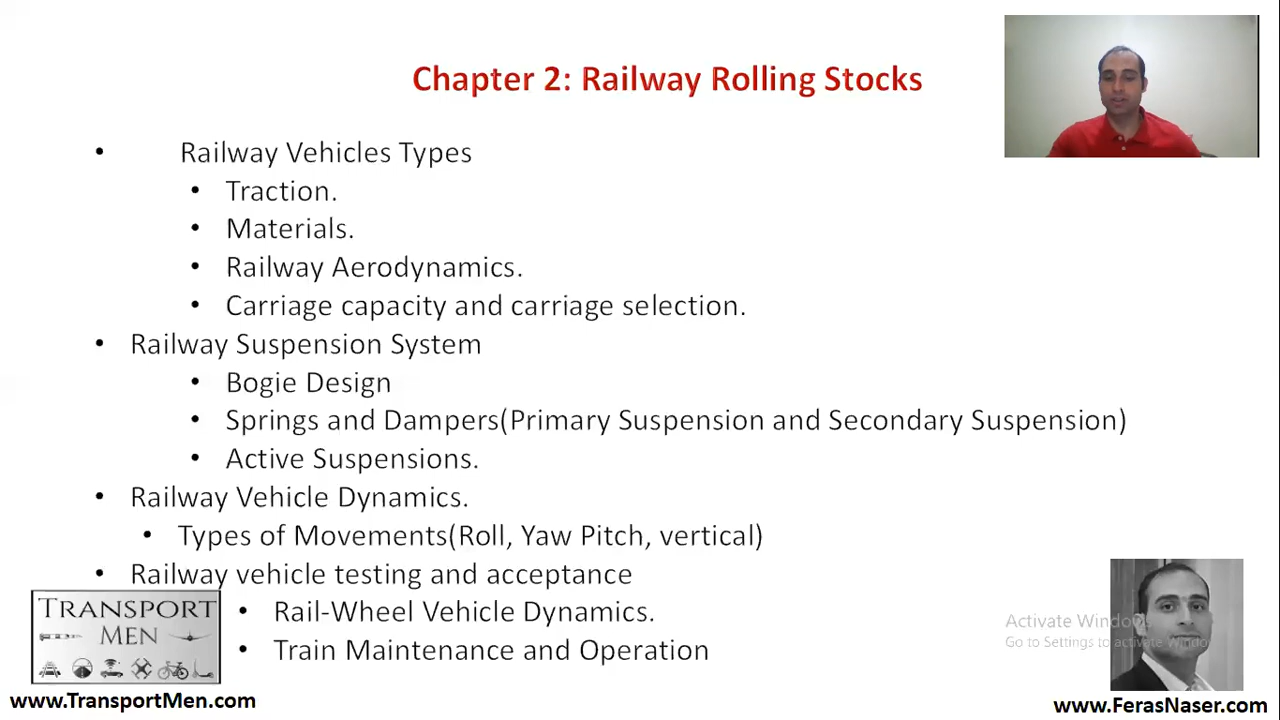 Chapter 2: Railway Rolling Stocks
• Railway Vehicles Types
• Traction.
• Materials.
• Railway Aerodynamics.
• Carriage capacity and carriage selection.
• Railway Suspension System
• Bogie Design
• Springs and Dampers(Primary Suspension and Secondary Suspension)
• Active Suspensions.
• Railway Vehicle Dynamics.
• Types of Movements(Roll, Yaw Pitch, vertical)
• Railway vehicle testing and acceptance
• Rail-Wheel Vehicle Dynamics.
• Train Maintenance and Operation
TRANSPORT
MEN
www.TransportMen.com
Activate Windows
Go to Settings to activate Windows
www.FerasNaser.com